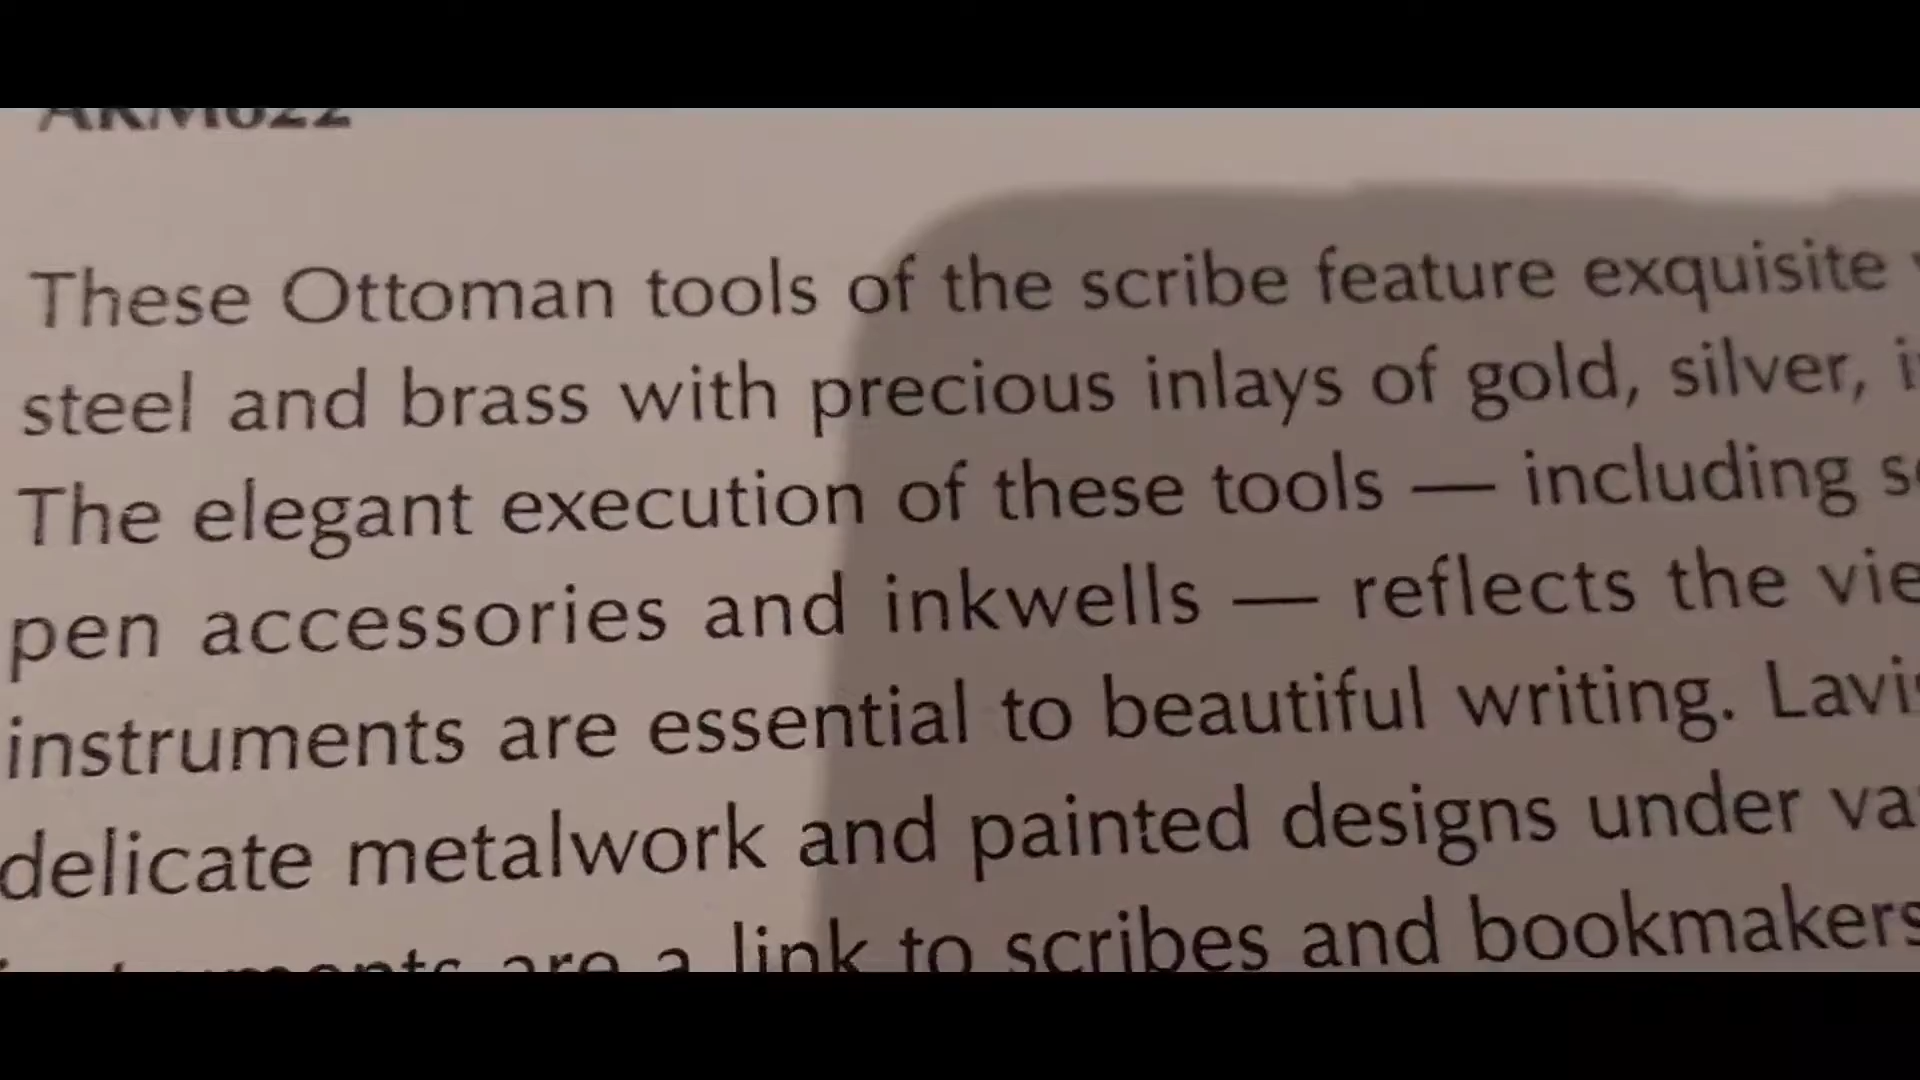 AKM622
These Ottoman tools of the scribe feature exquisite
steel and brass with precious inlays of gold, silver,
The elegant execution of these tools — including
pen accessories and inkwells — reflects the
instruments are essential to beautiful writing.
delicate metalwork and painted designs under
are a link to scribes and bookmakers